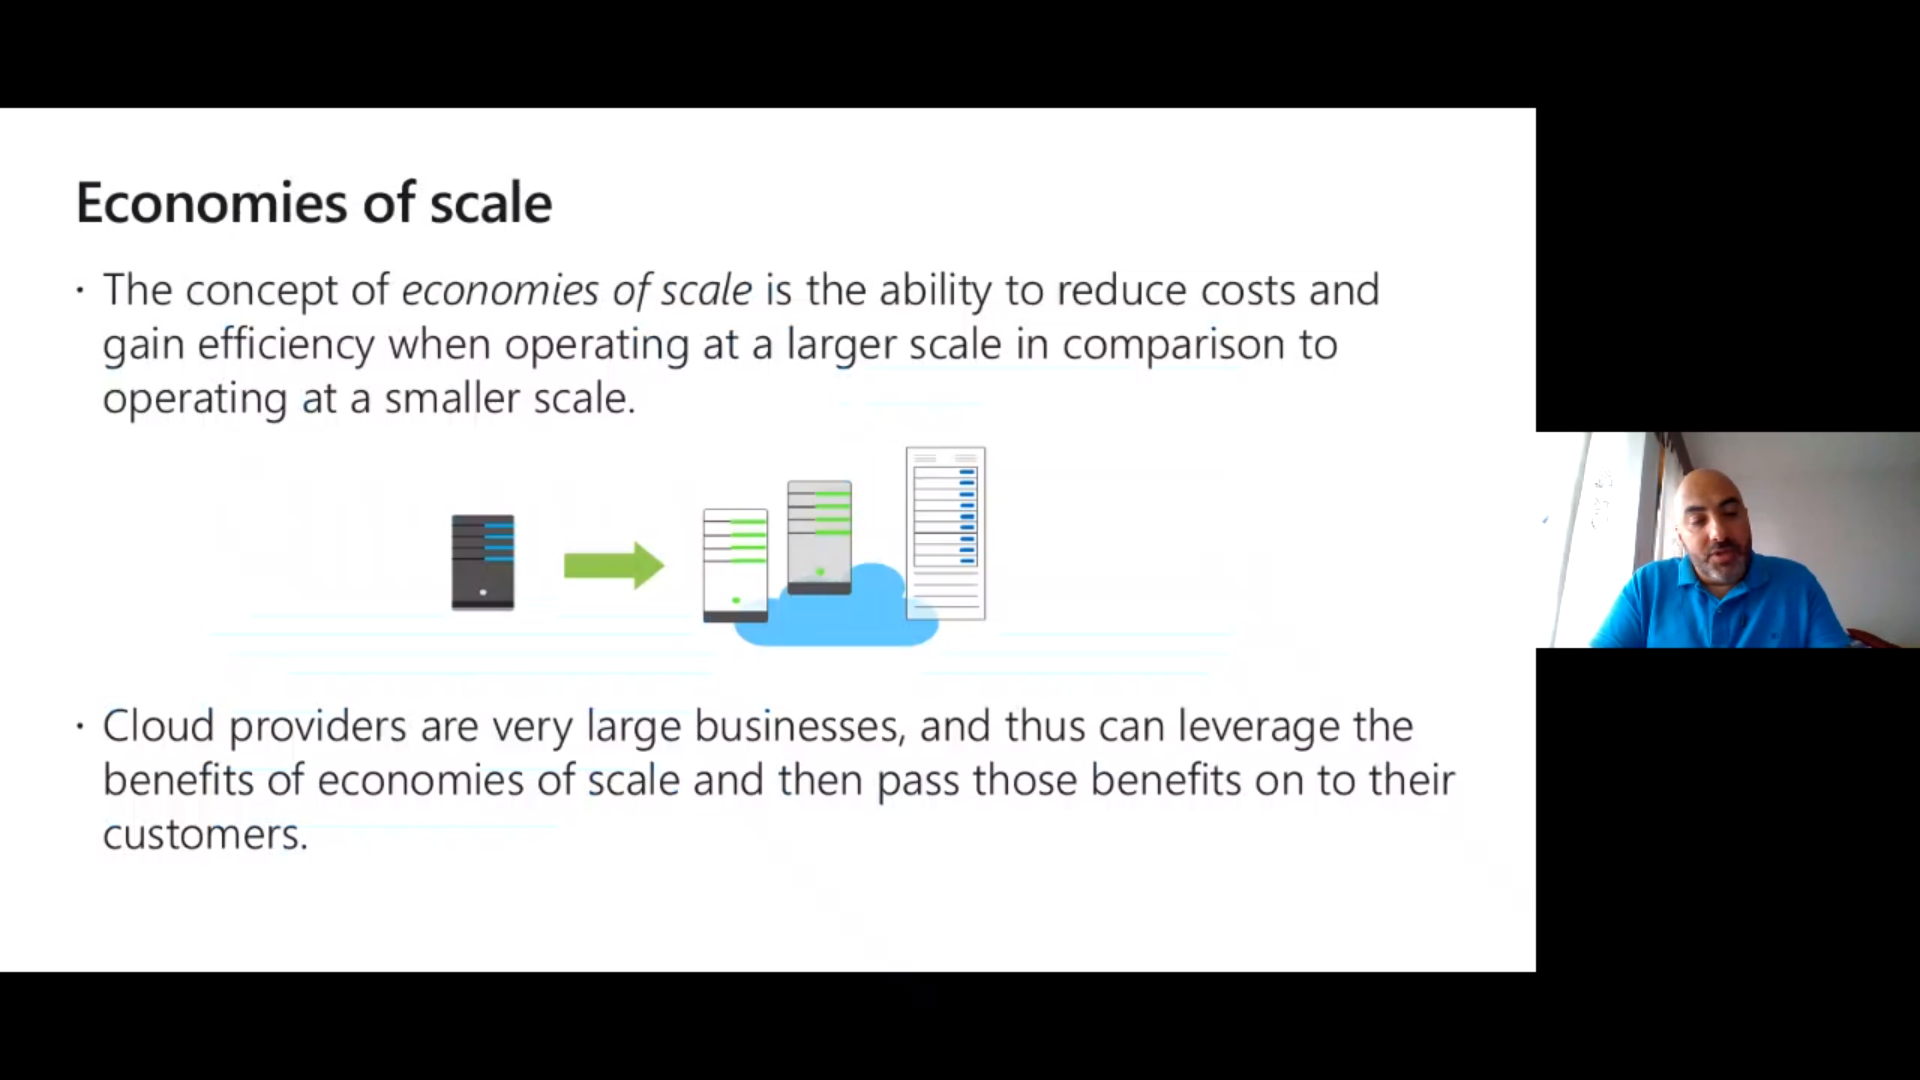 Economies of scale
· The concept of economies of scale is the ability to reduce costs and
gain efficiency when operating at a larger scale in comparison to
operating at a smaller scale.
· Cloud providers are very large businesses, and thus can leverage the
benefits of economies of scale and then pass those benefits on to their
customers.